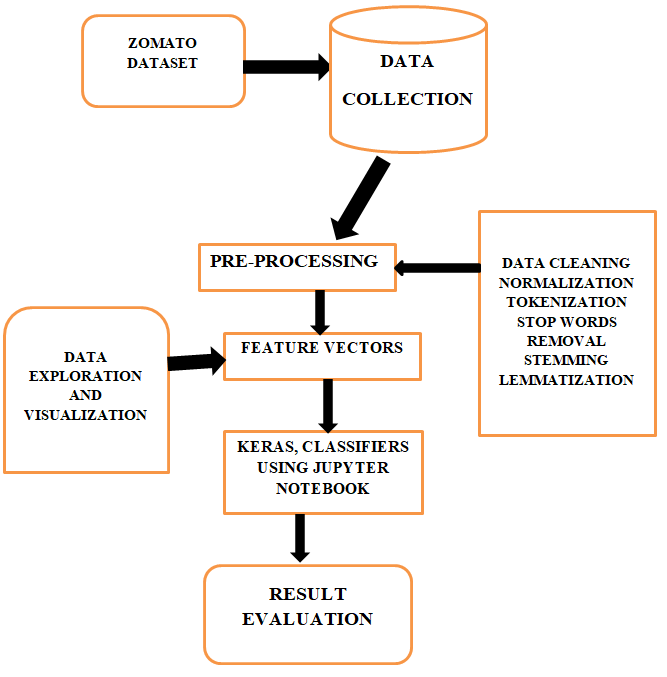 ZOMATO
DATASET
DATA
COLLECTION
PRE-PROCESSING
DATA CLEANING
NORMALIZATION
TOKENIZATION
STOP WORDS
REMOVAL
STEMMING
LEMMATIZATION
FEATURE VECTORS
DATA
EXPLORATION
AND
VISUALIZATION
KERAS, CLASSIFIERS
USING JUPYTER
NOTEBOOK
RESULT
EVALUATION